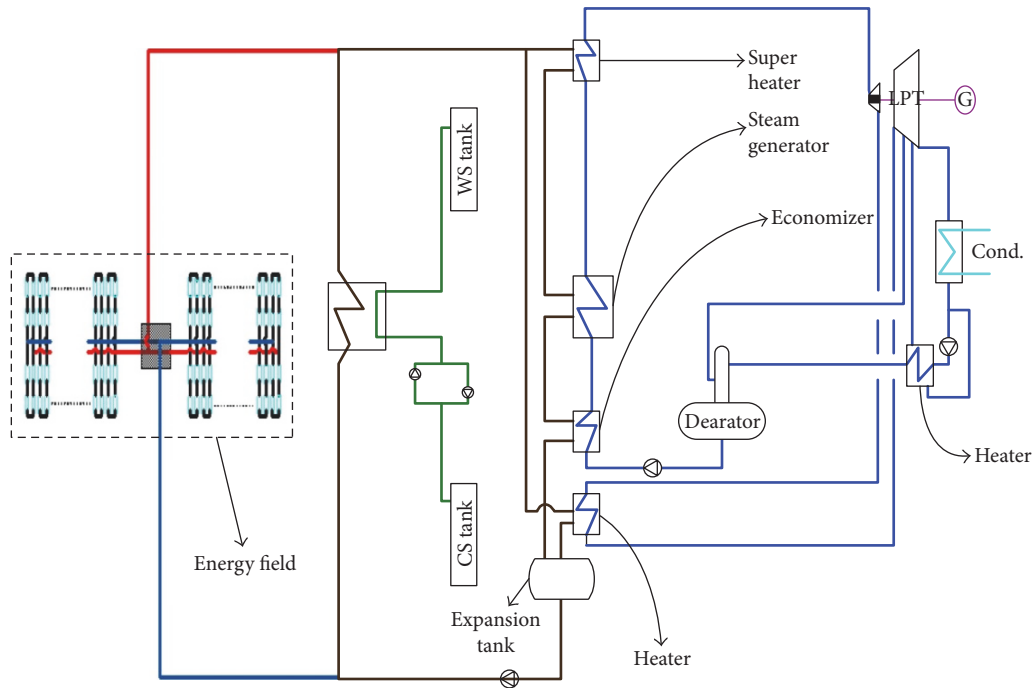 Super
heater
LPT
G
WS tank
Steam
generator
Economizer
Cond.
Dearator
Heater
CS tank
Energy field
Expansion
tank
Heater